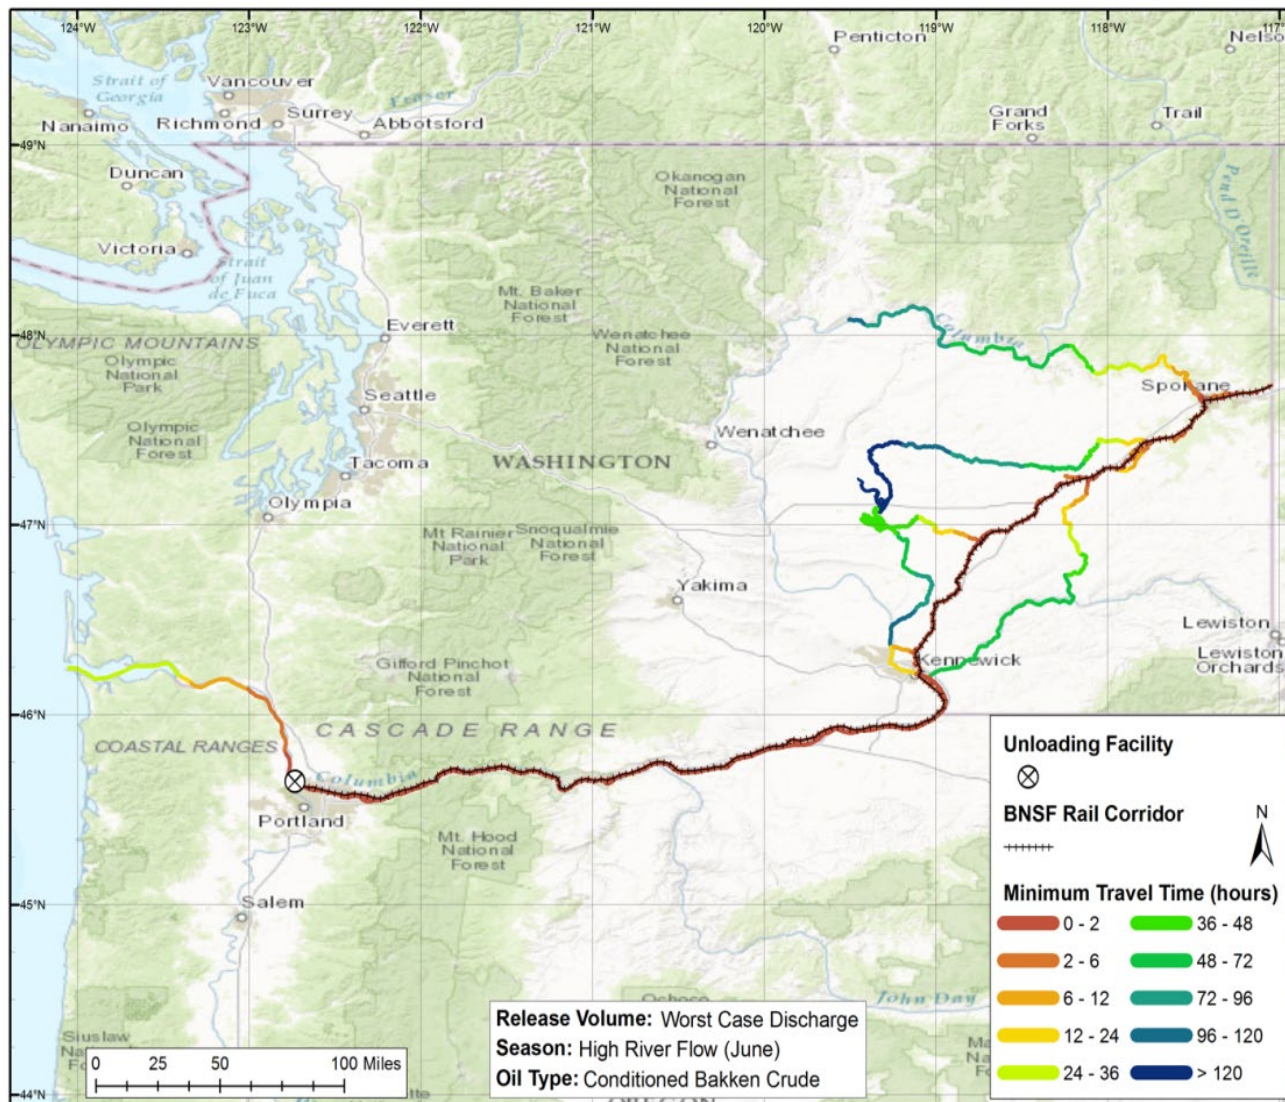 124°W 123°W 122°W 121°W 120°W 119°W 118°W 117°
Penticton
Nelso
Strait of
Georgia
Vancouver
Fraser
Nanaimo
Richmond
Surrey
Abbotsford
Grand
Forks
Trail
49°N
Duncan
Okanogan
National
Forest
Pend O'Oreille
Victoria
Strait
of Juan
de Fuca
Mt. Baker
National
Forest
Everett
48°N
Columbia
OLYMPIC MOUNTAINS
Olympic
National
Park
Wenatchee
National
Forest
Spokane
Seattle
Olympic
National
Forest
Wenatchee
Tacoma
WASHINGTON
Olympia
47°N
Mt Rainier
National
Park
Snoqualmie
National
Forest
Yakima
Lewiston
Lewiston
Orchards
Gifford Pinchot
National
Forest
Kennewick
46°N
CASCADE RANGE
COASTAL RANGES
Columbia
Portland
Mt. Hood
National
Forest
45°N
Salem
John Day
Ochoco
Siuslaw
44°N
OREGON
0 25 50 100 Miles
Release Volume: Worst Case Discharge
Season: High River Flow (June)
Oil Type: Conditioned Bakken Crude
Unloading Facility
BNSF Rail Corridor
N
Minimum Travel Time (hours)
0 - 2 36 - 48
2 - 6 48 - 72
6 - 12 72 - 96
12 - 24 96 - 120
24 - 36 > 120